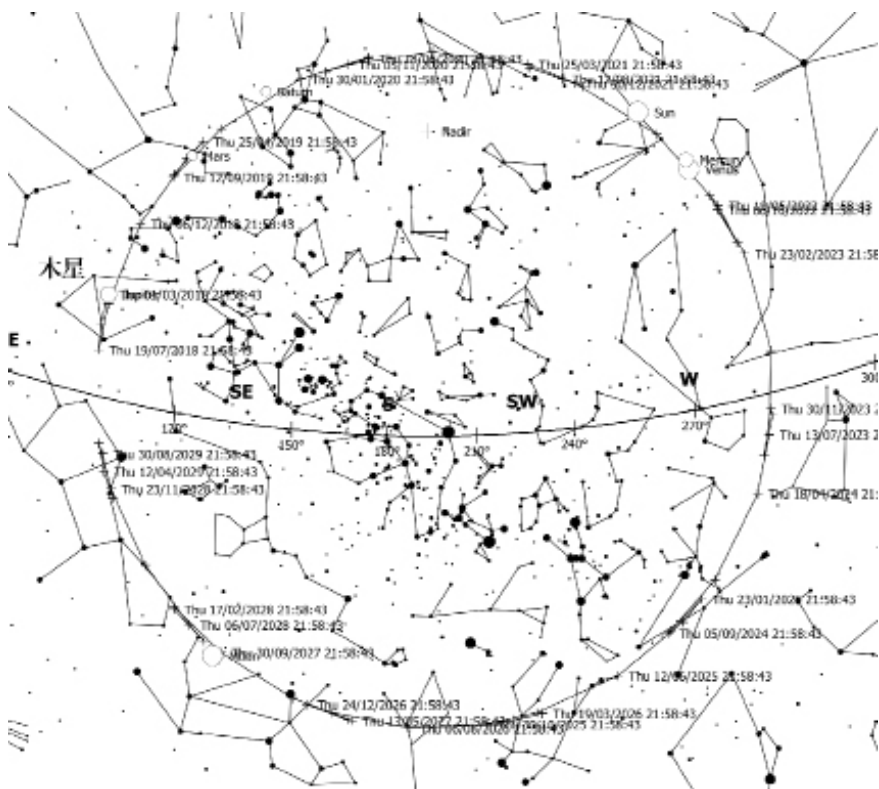 Thu 25/03/2021 21:58:43
Thu 30/01/2020 21:58:43
Saturn
Sun
Nadir
Thu 25/04/2019 21:58:43
Mars
Mercury
Venus
Thu 12/09/2019 21:58:43
Thu 06/12/2018 21:58:43
Thu 23/02/2023 21:58
木星
Thu 19/07/2018 21:58:43
E
SE
S
SW
W
300
170°
150°
180°
210°
240°
270°
Thu 30/11/2023
Thu 13/07/2023
Thu 30/08/2029 21:58:43
Thu 12/04/2029 21:58:43
Thu 23/11/2028 21:58:43
Thu 18/04/2024
Thu 17/02/2028 21:58:43
Thu 06/07/2028 21:58:43
Thu 30/09/2027 21:58:43
Thu 05/09/2024 21:58:43
Thu 12/06/2025 21:58:43
Thu 24/12/2026 21:58:43
Thu 19/03/2026 21:58:43